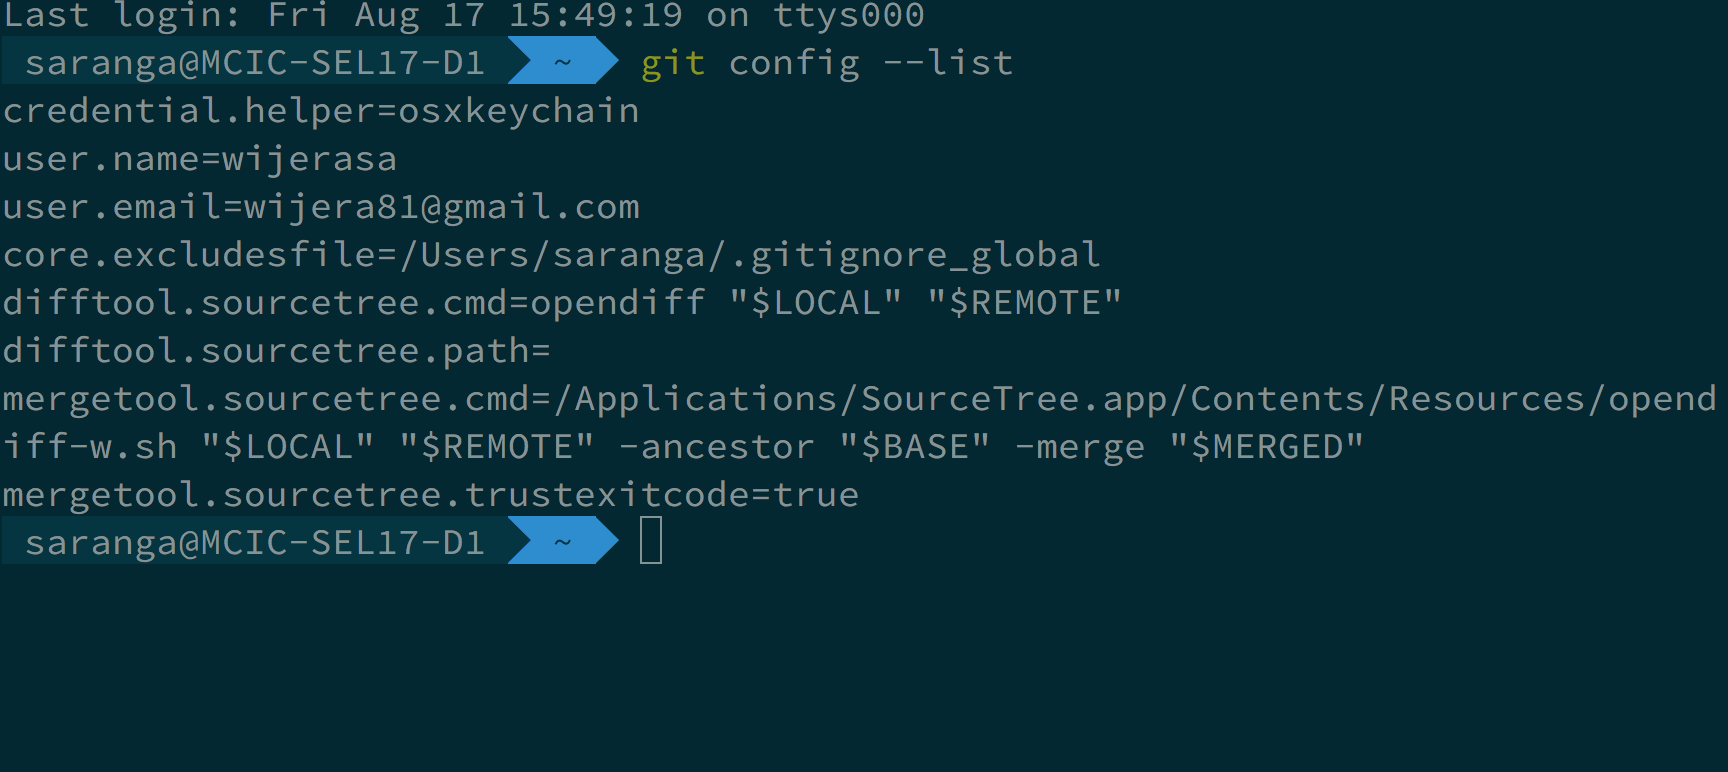 Last login: Fri Aug 17 15:49:19 on ttys000
saranga@MCIC-SEL17-D1 ~ git config --list
credential.helper=osxkeychain
user.name=wijerasa
user.email=wijera81@gmail.com
core.excludesfile=/Users/saranga/.gitignore_global
difftool.sourcetree.cmd=opendiff "$LOCAL" "$REMOTE"
difftool.sourcetree.path=
mergetool.sourcetree.cmd=/Applications/SourceTree.app/Contents/Resources/opend
iff-w.sh "$LOCAL" "$REMOTE" -ancestor "$BASE" -merge "$MERGED"
mergetool.sourcetree.trustexitcode=true
saranga@MCIC-SEL17-D1 ~